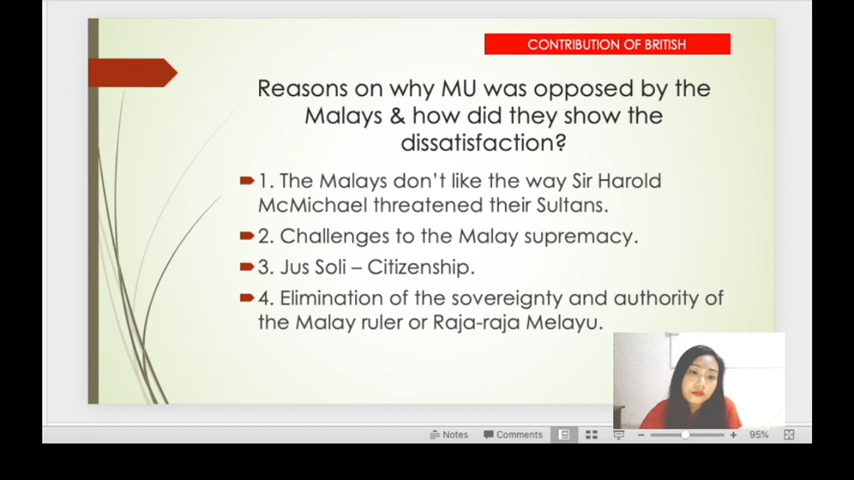 CONTRIBUTION OF BRITISH
Reasons on why MU was opposed by the
Malays & how did they show the
dissatisfaction?
1. The Malays don't like the way Sir Harold
McMichael threatened their Sultans.
2. Challenges to the Malay supremacy.
3. Jus Soli – Citizenship.
4. Elimination of the sovereignty and authority of
the Malay ruler or Raja-raja Melayu.
Notes Comments 95%